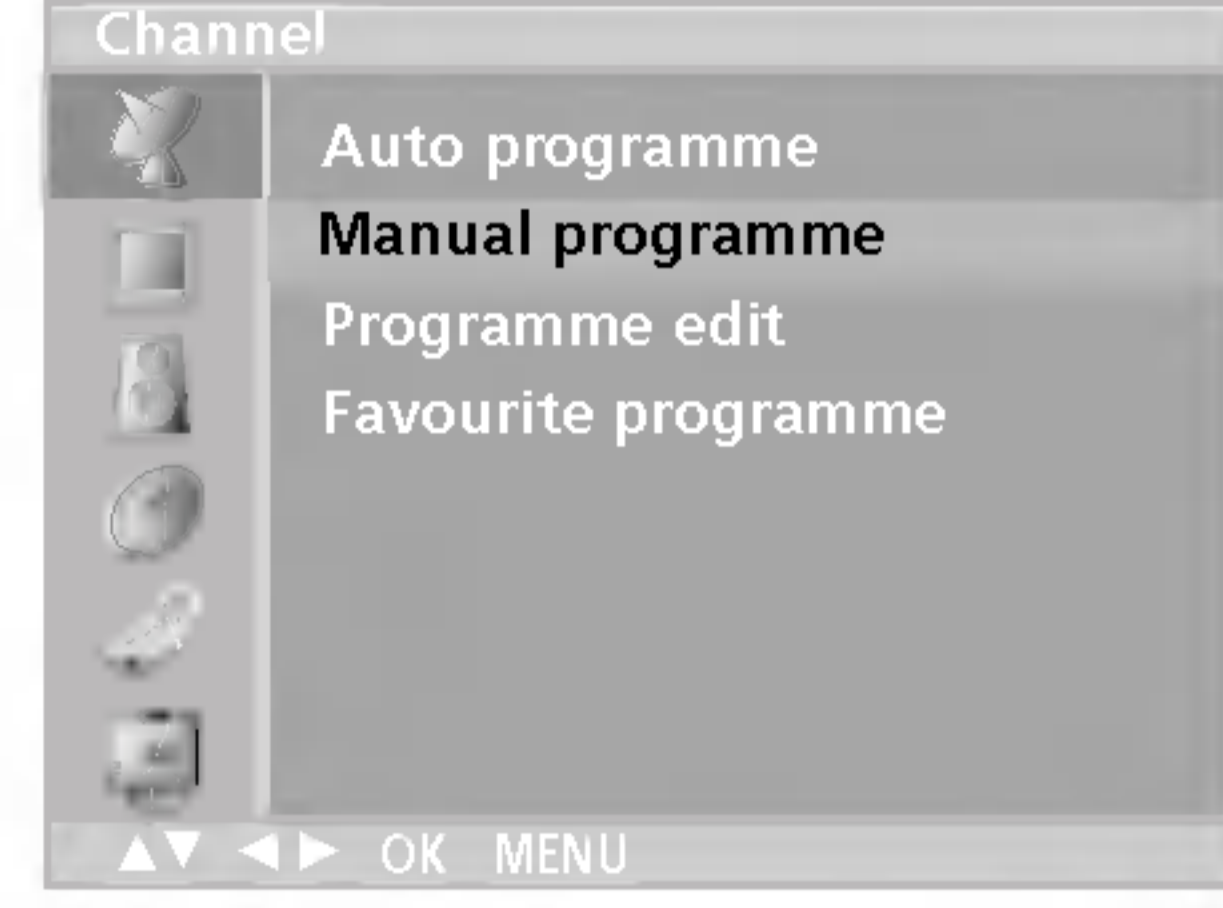 Channel
Auto programme
Manual programme
Programme edit
Favourite programme
▲▼ ◀▶ OK MENU